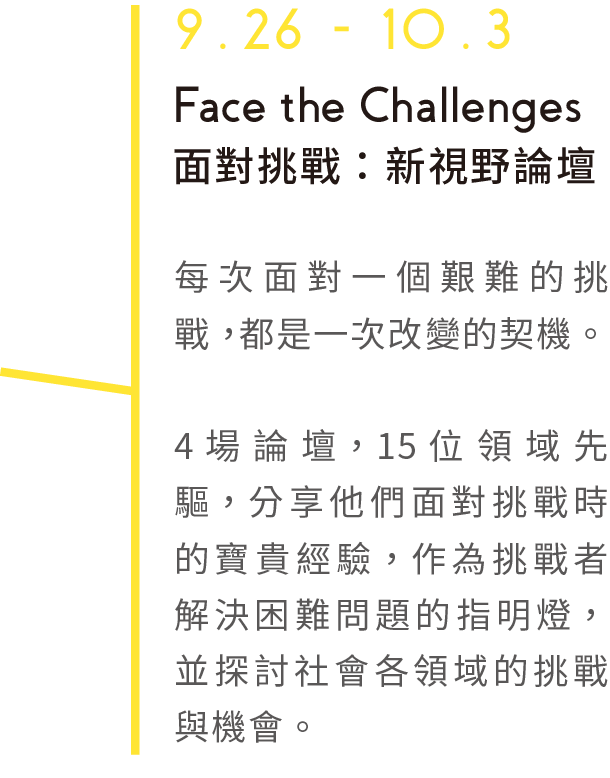 9.26 - 10.3
Face the Challenges
面對挑戰：新視野論壇
每次面對一個艱難的挑
戰，都是一次改變的契機。
4 場論壇，15 位領域先
驅，分享他們面對挑戰時
的寶貴經驗，作為挑戰者
解決困難問題的指明燈，
並探討社會各領域的挑戰
與機會。